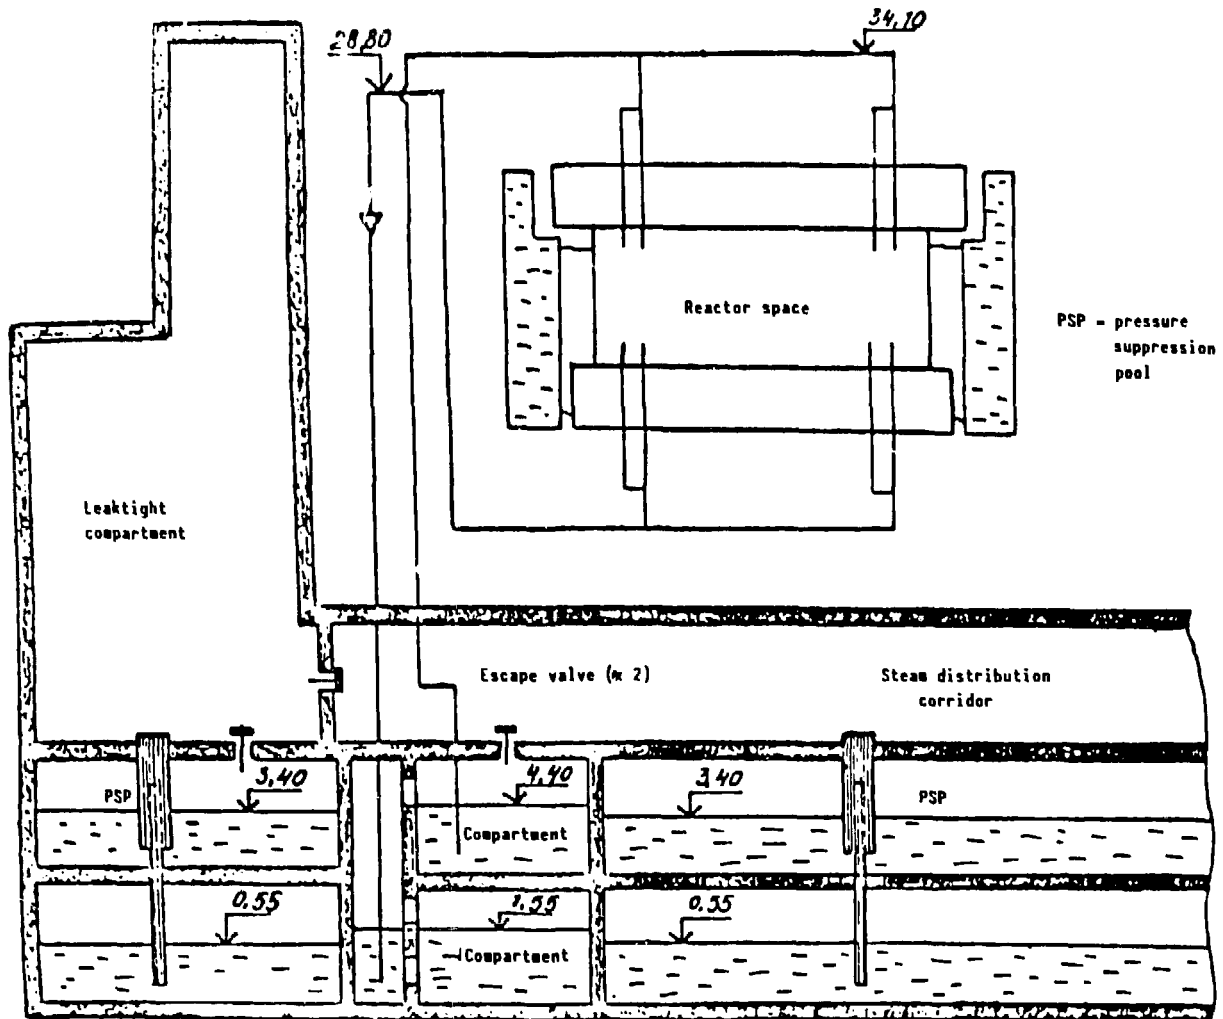 34,10
28,80
Reactor space
PSP - pressure
suppression
pool
Leaktight
compartment
Escape valve (x 2)
Steam distribution
corridor
3,40
4,40
3,40
PSP
PSP
Compartment
0.55
1,55
0,55
Compartment